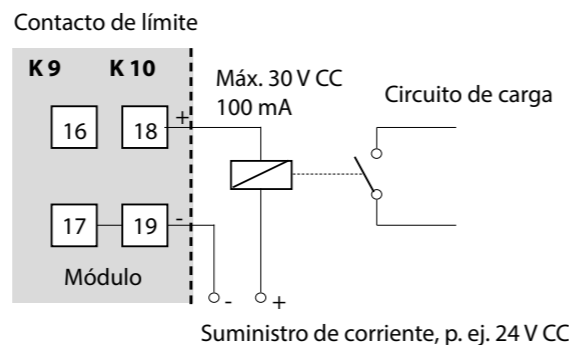 Contacto de límite
K 9 K 10
Máx. 30 V CC
100 mA
Circuito de carga
16 18 +
17 19 -
Módulo
- +
Suministro de corriente, p. ej. 24 V CC